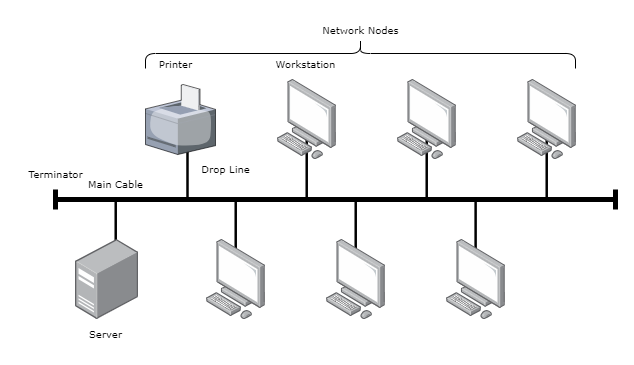 Network Nodes
Printer
Workstation
Drop Line
Terminator
Main Cable
Server